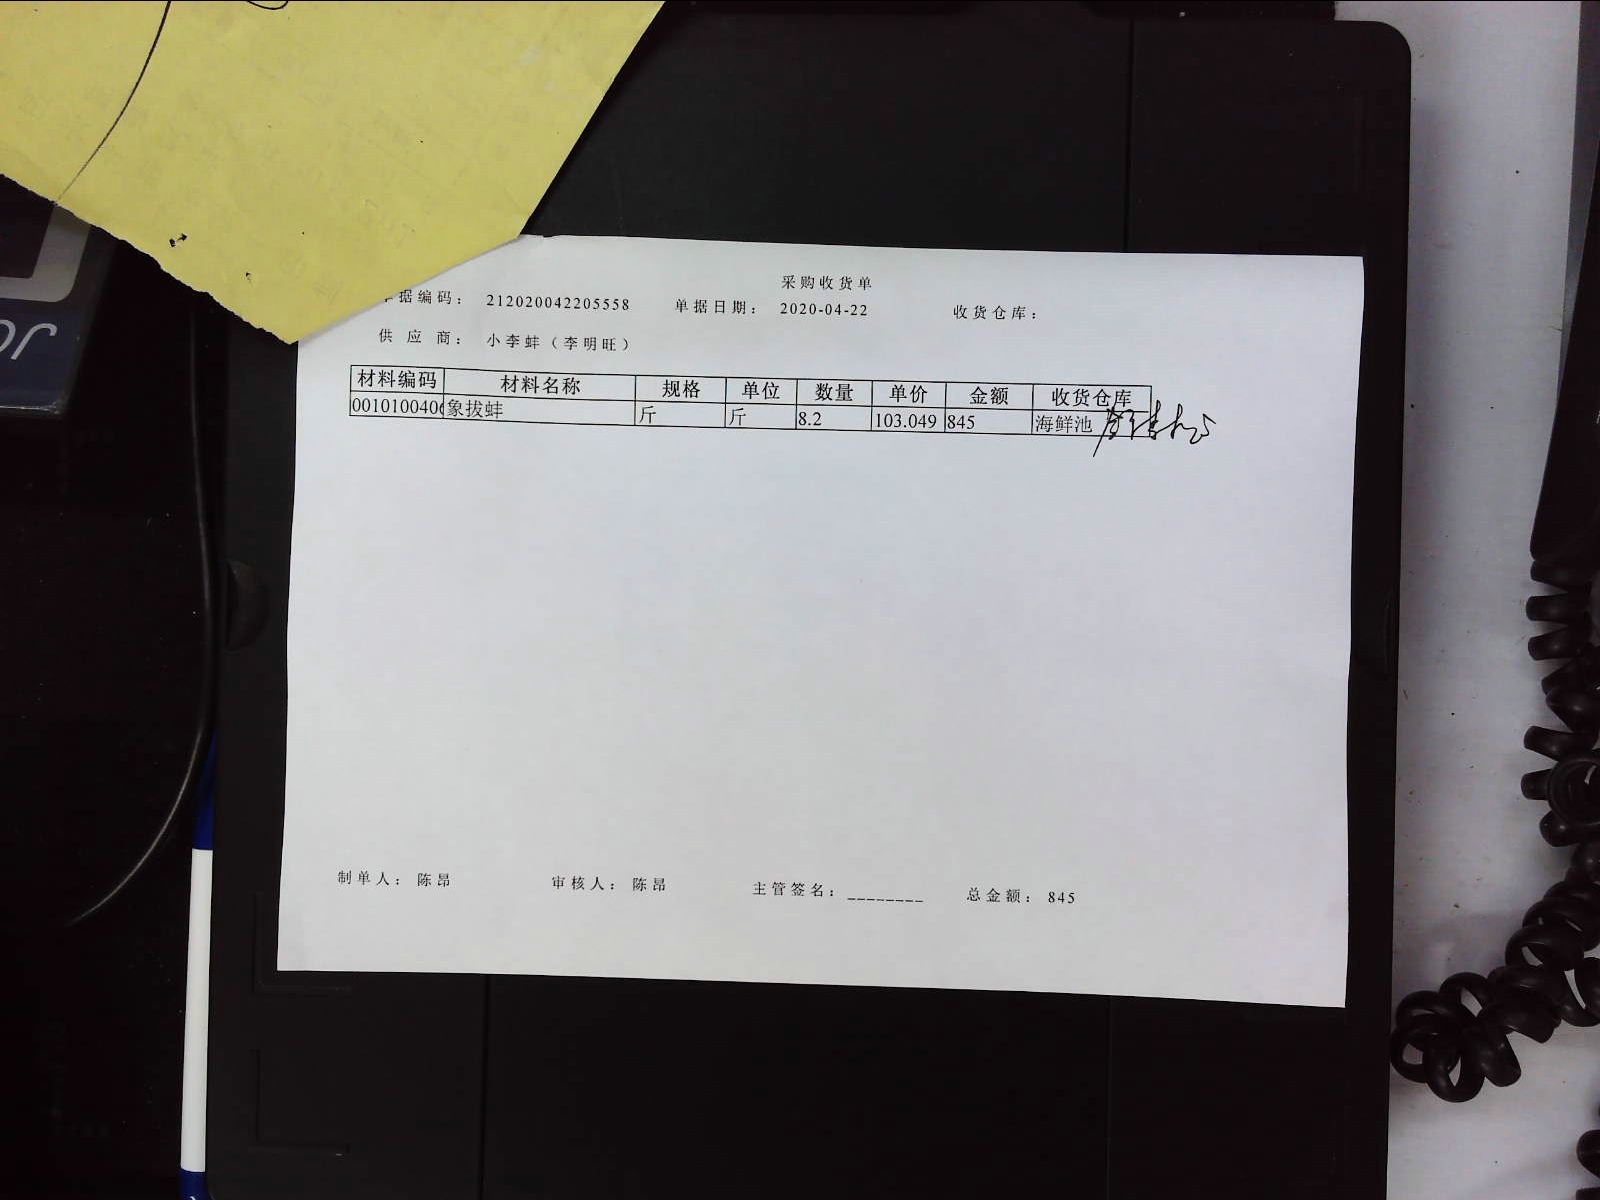 采购收货单
单据编码： 212020042205558 单据日期： 2020-04-22 收货仓库：
供 应 商： 小李蚌（李明旺）
材料编码 材料名称 规格 单位 数量 单价 金额 收货仓库
0010100406 象拔蚌 斤 斤 8.2 103.049 845 海鲜池
制单人： 陈昂 审核人： 陈昂 主管签名：________ 总金额： 845